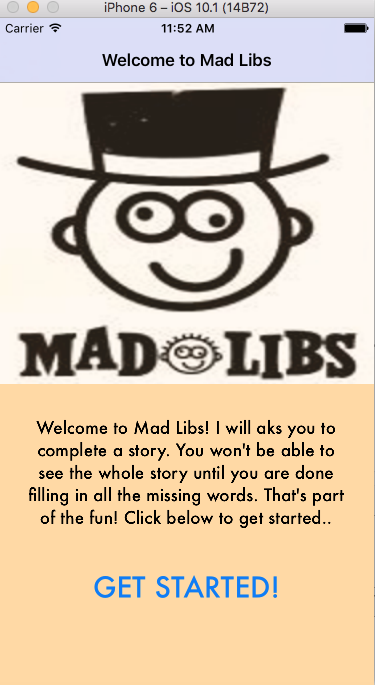 iPhone 6 – iOS 10.1 (14B72)
Carrier 11:52 AM
Welcome to Mad Libs
MAD LIBS
Welcome to Mad Libs! I will aks you to
complete a story. You won't be able to
see the whole story until you are done
filling in all the missing words. That's part
of the fun! Click below to get started..
GET STARTED!